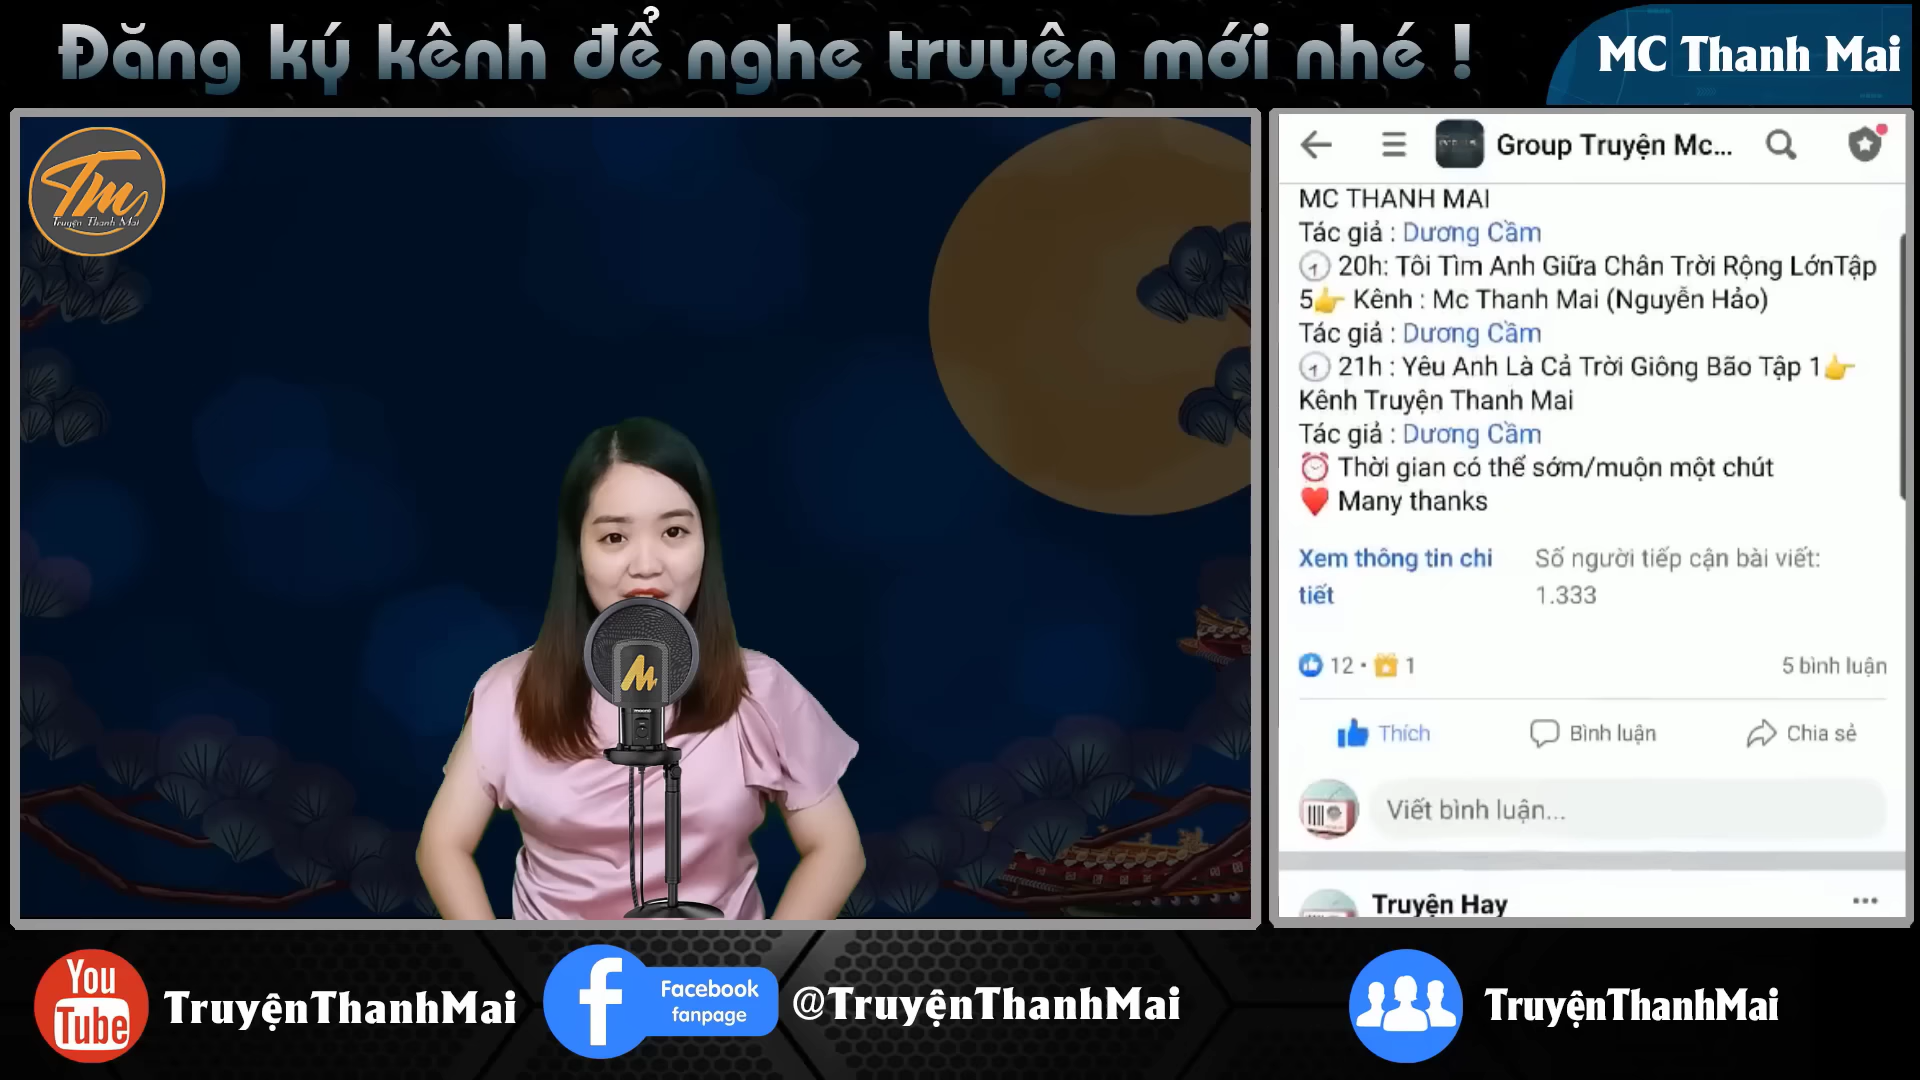 Đăng ký kênh để nghe truyện mới nhé !
MC Thanh Mai
Tm
Truyện Thanh Mai
Group Truyện Mc...
MC THANH MAI
Tác giả : Dương Cầm
20h: Tôi Tìm Anh Giữa Chân Trời Rộng LớnTập
5👉 Kênh : Mc Thanh Mai (Nguyễn Hảo)
Tác giả : Dương Cầm
21h : Yêu Anh Là Cả Trời Giông Bão Tập 1👉
Kênh Truyện Thanh Mai
Tác giả : Dương Cầm
⏰ Thời gian có thể sớm/muộn một chút
❤️ Many thanks
Xem thông tin chi
tiết
Số người tiếp cận bài viết:
1.333
12 • 1
5 bình luận
Thích
Bình luận
Chia sẻ
Viết bình luận...
Truyện Hay
You
Tube
TruyệnThanhMai
Facebook
fanpage
@TruyệnThanhMai
TruyệnThanhMai